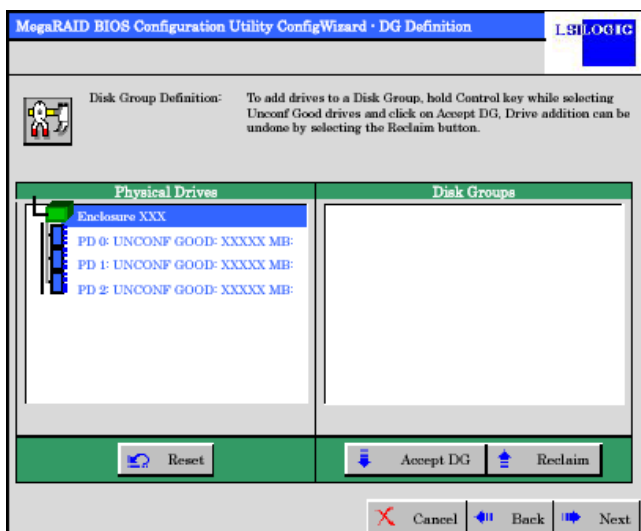 MegaRAID BIOS Configuration Utility ConfigWizard - DG Definition
LSI LOGIC
Disk Group Definition:
To add drives to a Disk Group, hold Control key while selecting
Unconf Good drives and click on Accept DG, Drive addition can be
undone by selecting the Reclaim button.
Physical Drives
Disk Groups
Enclosure XXX
PD 0: UNCONF GOOD: XXXXX MB:
PD 1: UNCONF GOOD: XXXXX MB:
PD 2: UNCONF GOOD: XXXXX MB:
Reset
Accept DG
Reclaim
Cancel
Back
Next